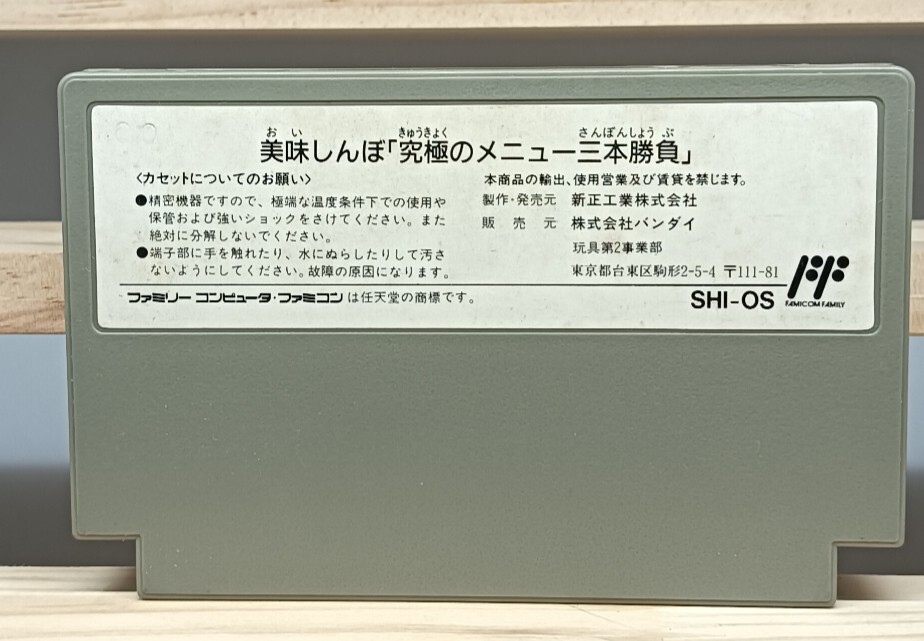 おい きゅうきょく さんぼんしょうぶ
美味しんぼ「究極のメニュー三本勝負」
〈カセットについてのお願い〉
●精密機器ですので、極端な温度条件下での使用や
保管および強いショックをさけてください。また
絶対に分解しないでください。
●端子部に手を触れたり、水にぬらしたりして汚さ
ないようにしてください。故障の原因になります。
本商品の輸出、使用営業及び賃貸を禁じます。
製作・発売元 新正工業株式会社
販売元 株式会社バンダイ
玩具第2事業部
東京都台東区駒形2-5-4 〒111-81
ファミリーコンピュータ・ファミコンは任天堂の商標です。
SHI-OS
FF
FAMICOM FAMILY